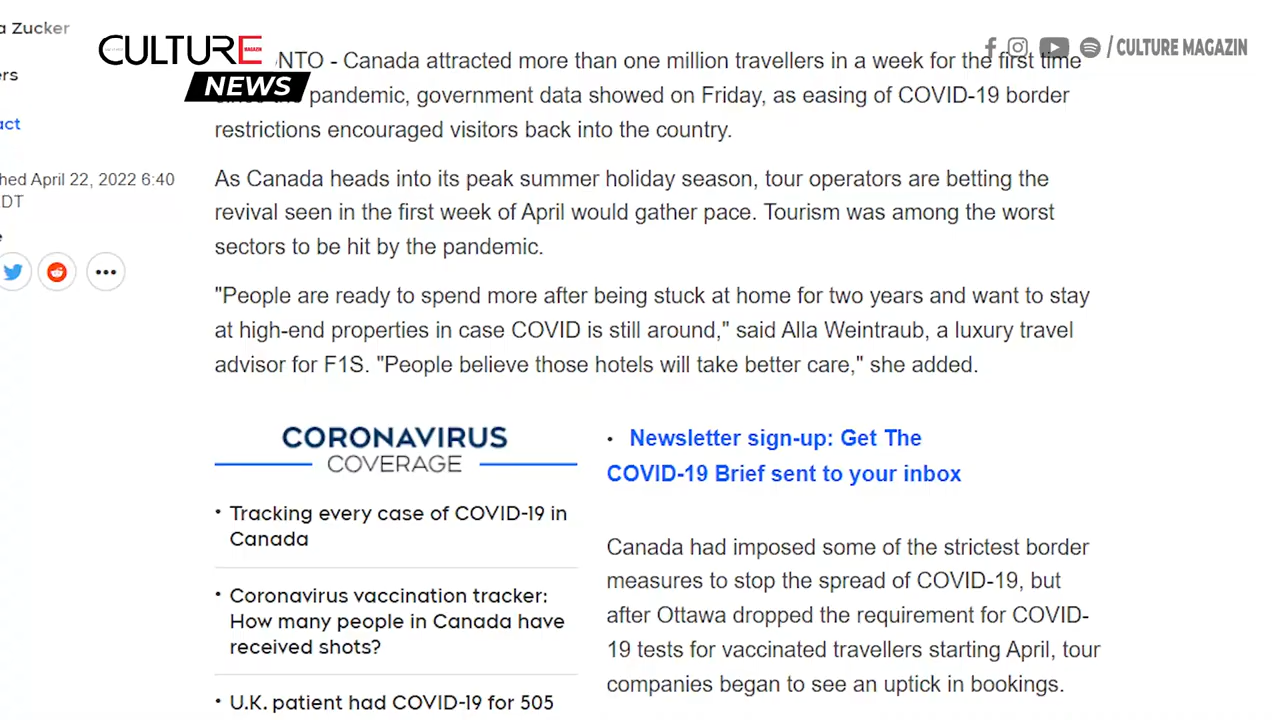 a Zucker
CULTURE
MAGAZIN
NEWS
/ CULTURE MAGAZIN
ers
act
hed April 22, 2022 6:40
DT
e
NTO - Canada attracted more than one million travellers in a week for the first time
pandemic, government data showed on Friday, as easing of COVID-19 border
restrictions encouraged visitors back into the country.
As Canada heads into its peak summer holiday season, tour operators are betting the
revival seen in the first week of April would gather pace. Tourism was among the worst
sectors to be hit by the pandemic.
"People are ready to spend more after being stuck at home for two years and want to stay
at high-end properties in case COVID is still around," said Alla Weintraub, a luxury travel
advisor for F1S. "People believe those hotels will take better care," she added.
CORONAVIRUS
COVERAGE
• Tracking every case of COVID-19 in
Canada
• Coronavirus vaccination tracker:
How many people in Canada have
received shots?
• U.K. patient had COVID-19 for 505
• Newsletter sign-up: Get The
COVID-19 Brief sent to your inbox
Canada had imposed some of the strictest border
measures to stop the spread of COVID-19, but
after Ottawa dropped the requirement for COVID-
19 tests for vaccinated travellers starting April, tour
companies began to see an uptick in bookings.